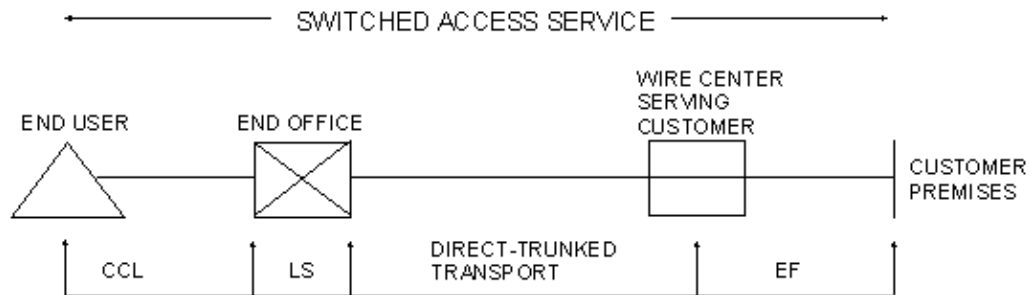 SWITCHED ACCESS SERVICE
WIRE CENTER
SERVING
CUSTOMER
END USER
END OFFICE
CUSTOMER
PREMISES
CCL
LS
DIRECT-TRUNKED
TRANSPORT
EF